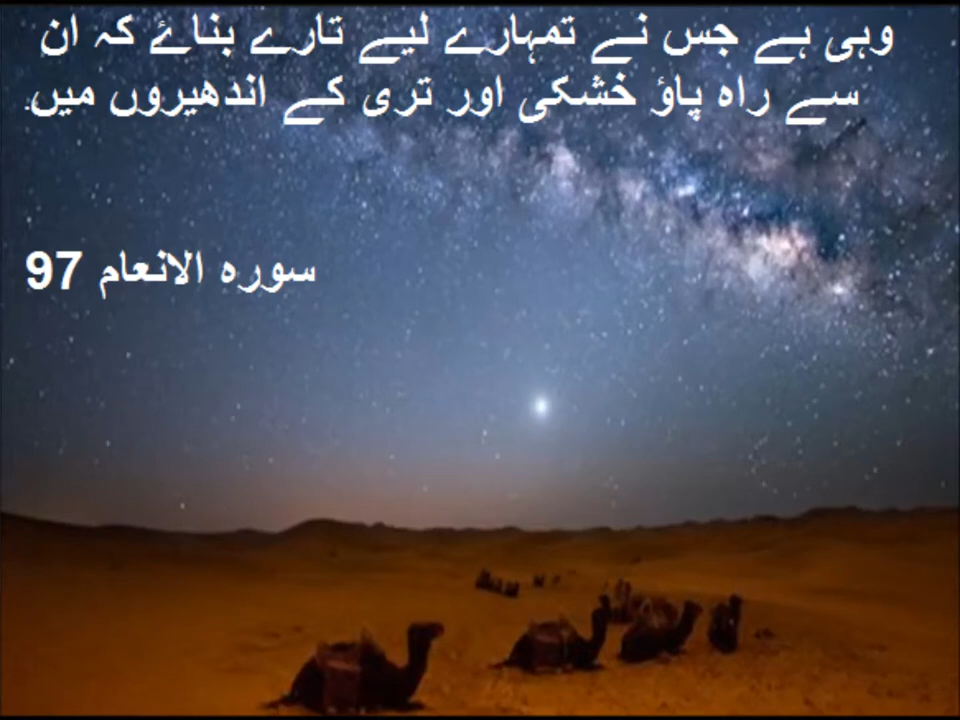 وہی ہے جس نے تمہارے لیے تارے بناۓ کہ ان
سے راہ پاؤ خشکی اور تری کے اندھیروں میں۔
سورہ الانعام 97